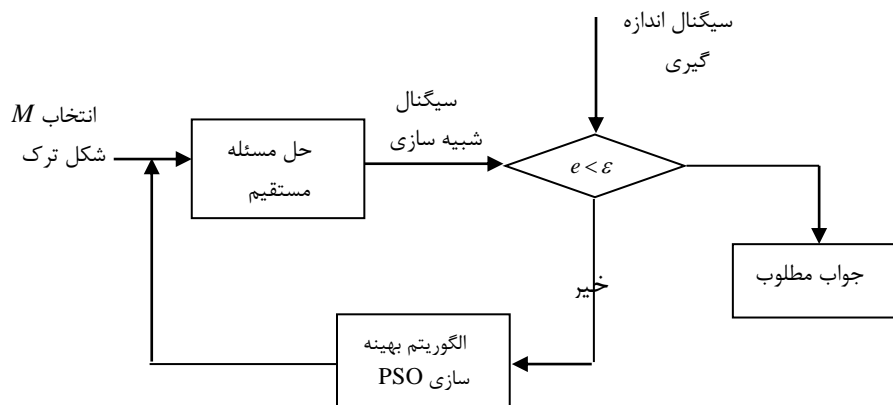 سیگنال اندازه
گیری
انتخاب M
شکل ترک
حل مسئله
مستقیم
سیگنال
شبیه سازی
e < ε
جواب مطلوب
خیر
الگوریتم بهینه
سازی PSO